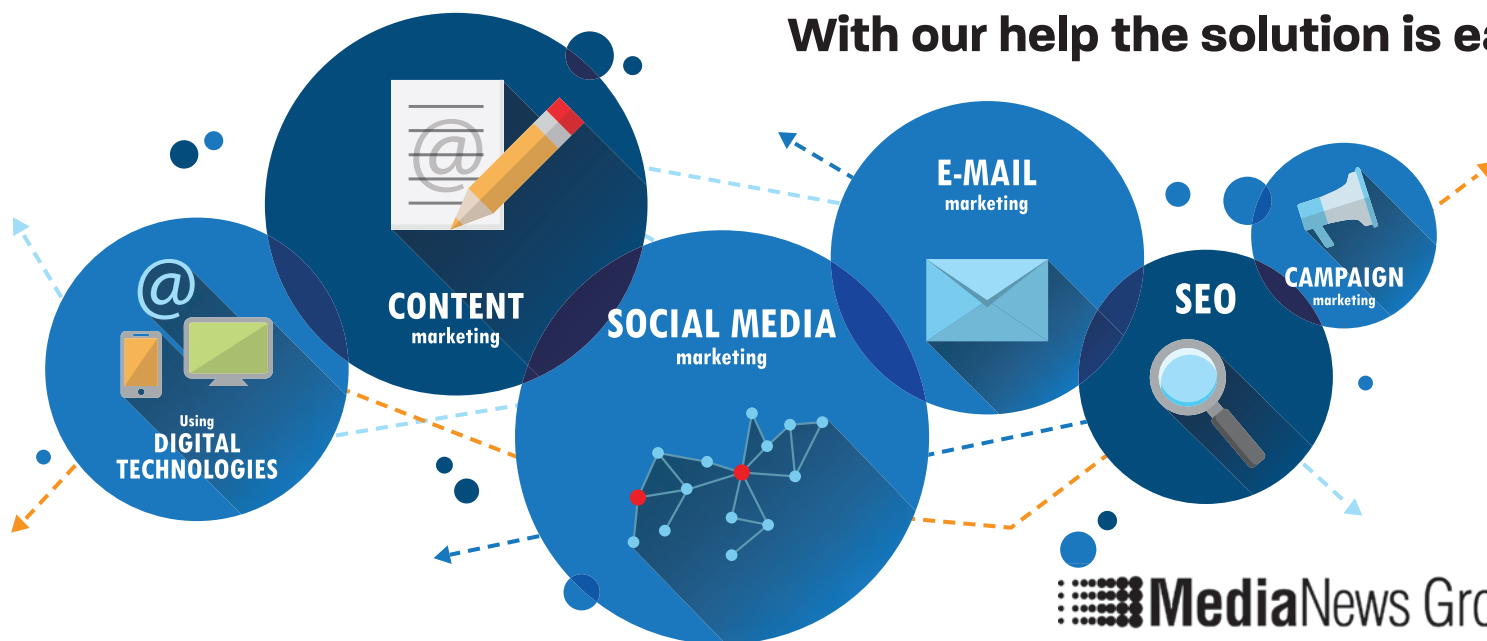 With our help the solution is ea
E-MAIL
marketing
CONTENT
marketing
SOCIAL MEDIA
marketing
SEO
CAMPAIGN
marketing
@
@
Using
DIGITAL
TECHNOLOGIES
MediaNews Gro